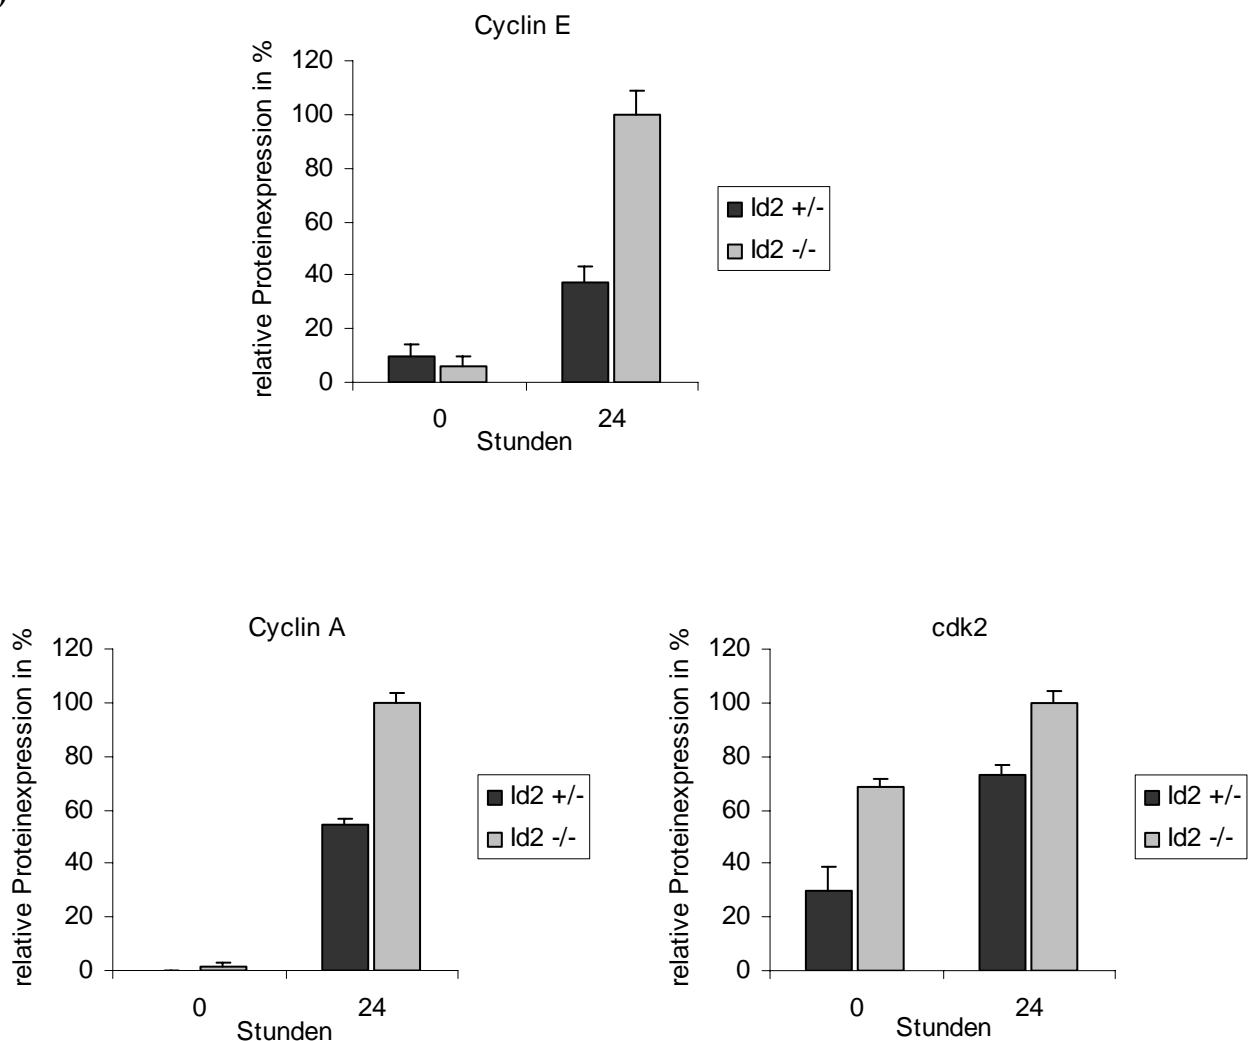 )
Cyclin E
relative Proteinexpression in %
120
100
80
60
40
20
0
0 24
Stunden
Id2 +/-
Id2 -/-
Cyclin A
relative Proteinexpression in %
120
100
80
60
40
20
0
0 24
Stunden
Id2 +/-
Id2 -/-
cdk2
relative Proteinexpression in %
120
100
80
60
40
20
0
0 24
Stunden
Id2 +/-
Id2 -/-